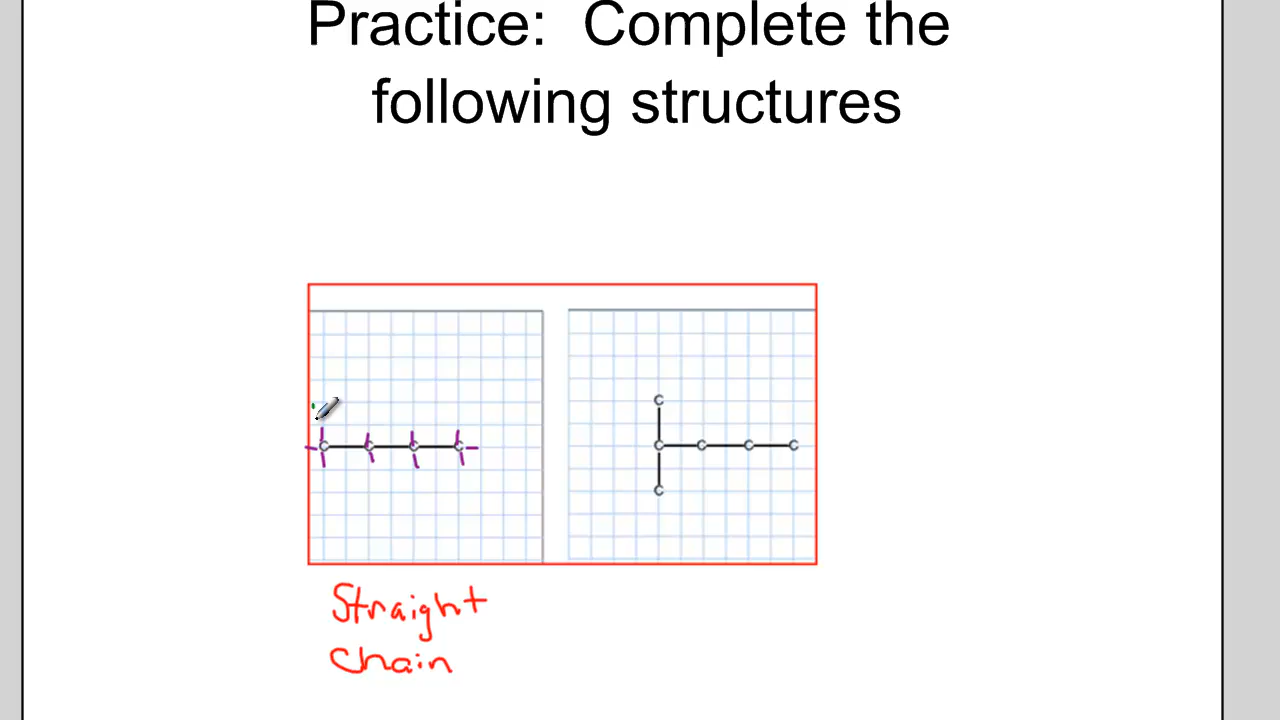 Practice: Complete the
following structures
C
C C C C
C C C C
C
Straight
Chain